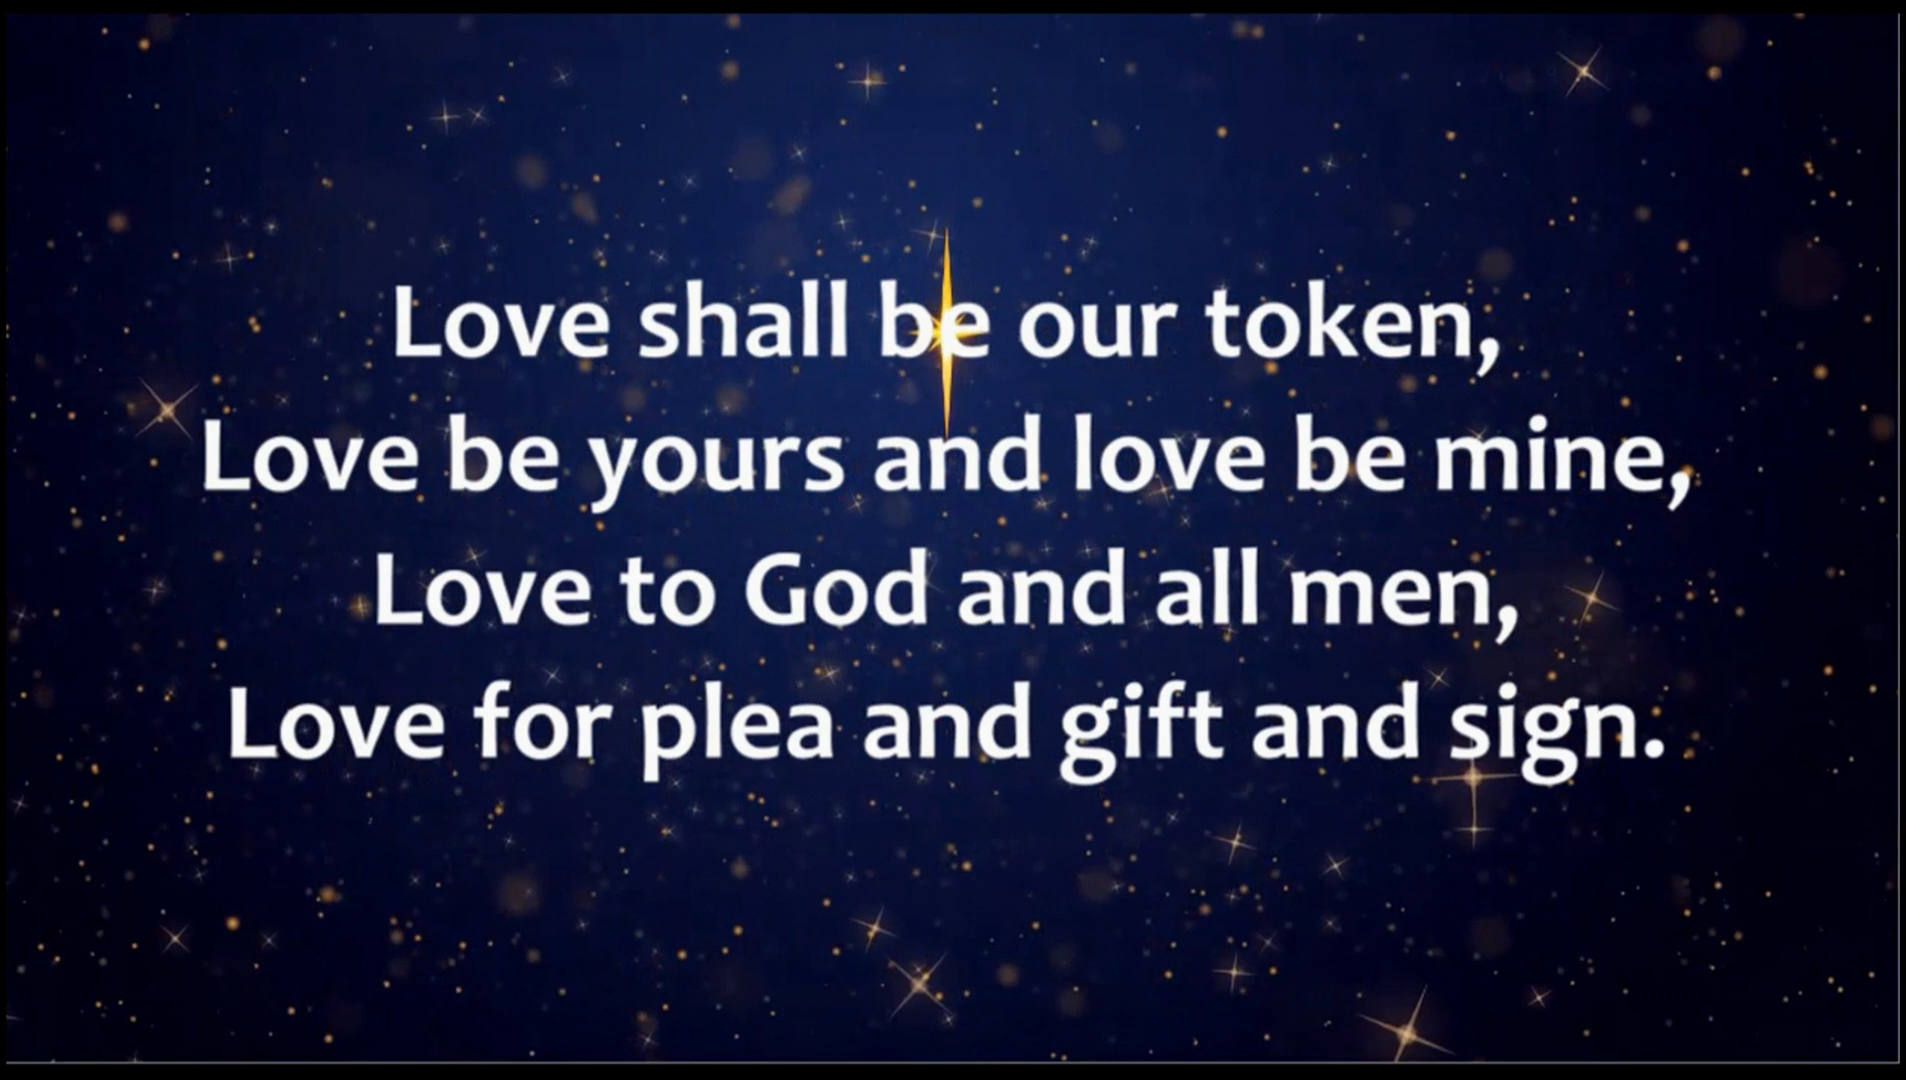 Love shall be our token,
Love be yours and love be mine,
Love to God and all men,
Love for plea and gift and sign.